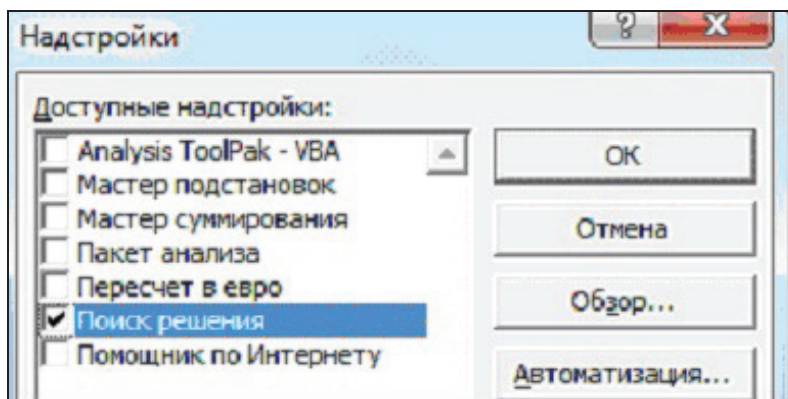 Надстройки
?
X
Доступные надстройки:
Analysis ToolPak - VBA
Мастер подстановок
Мастер суммирования
Пакет анализа
Пересчет в евро
Поиск решения
Помощник по Интернету
ОК
Отмена
Обзор...
Автоматизация...